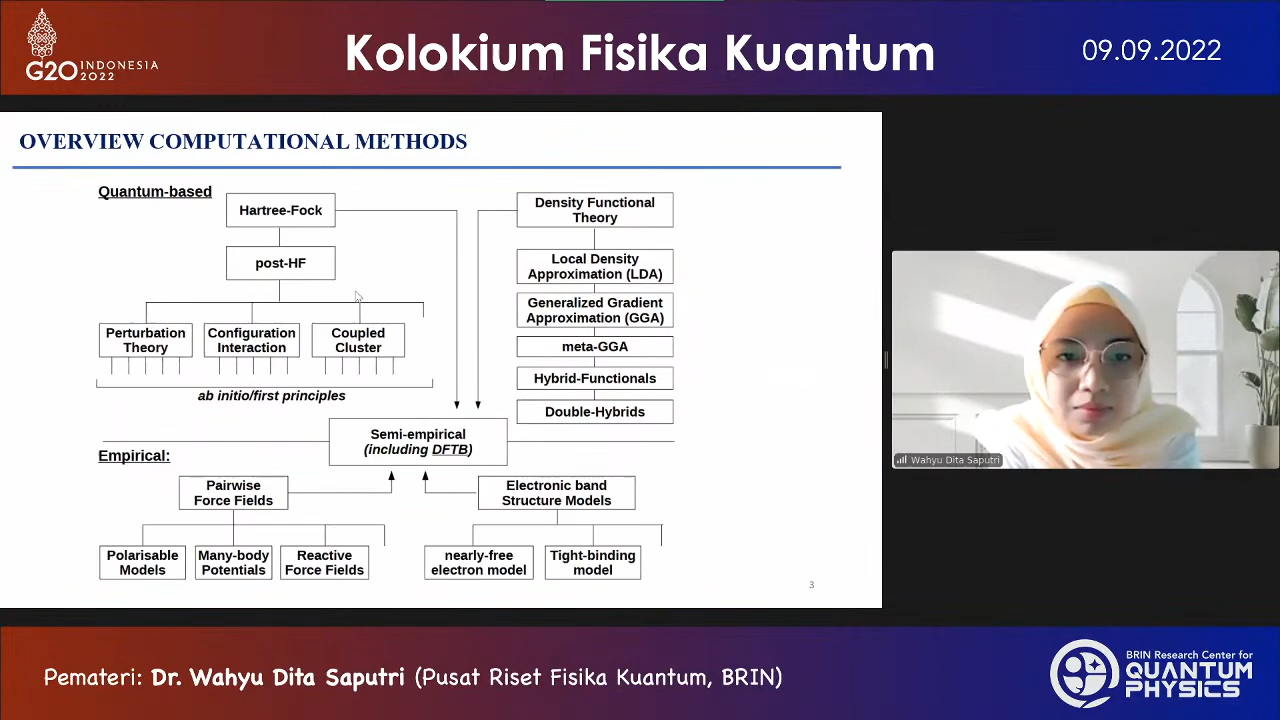 G20 INDONESIA
2022
Kolokium Fisika Kuantum
09.09.2022
OVERVIEW COMPUTATIONAL METHODS
Quantum-based
Hartree-Fock
post-HF
Perturbation
Theory
Configuration
Interaction
Coupled
Cluster
ab initio/first principles
Density Functional
Theory
Local Density
Approximation (LDA)
Generalized Gradient
Approximation (GGA)
meta-GGA
Hybrid-Functionals
Double-Hybrids
Semi-empirical
(including DFTB)
Empirical:
Pairwise
Force Fields
Electronic band
Structure Models
Polarisable
Models
Many-body
Potentials
Reactive
Force Fields
nearly-free
electron model
Tight-binding
model
3
Wahyu Dita Saputri
Pemateri: Dr. Wahyu Dita Saputri (Pusat Riset Fisika Kuantum, BRIN)
BRIN Research Center for
QUANTUM
PHYSICS